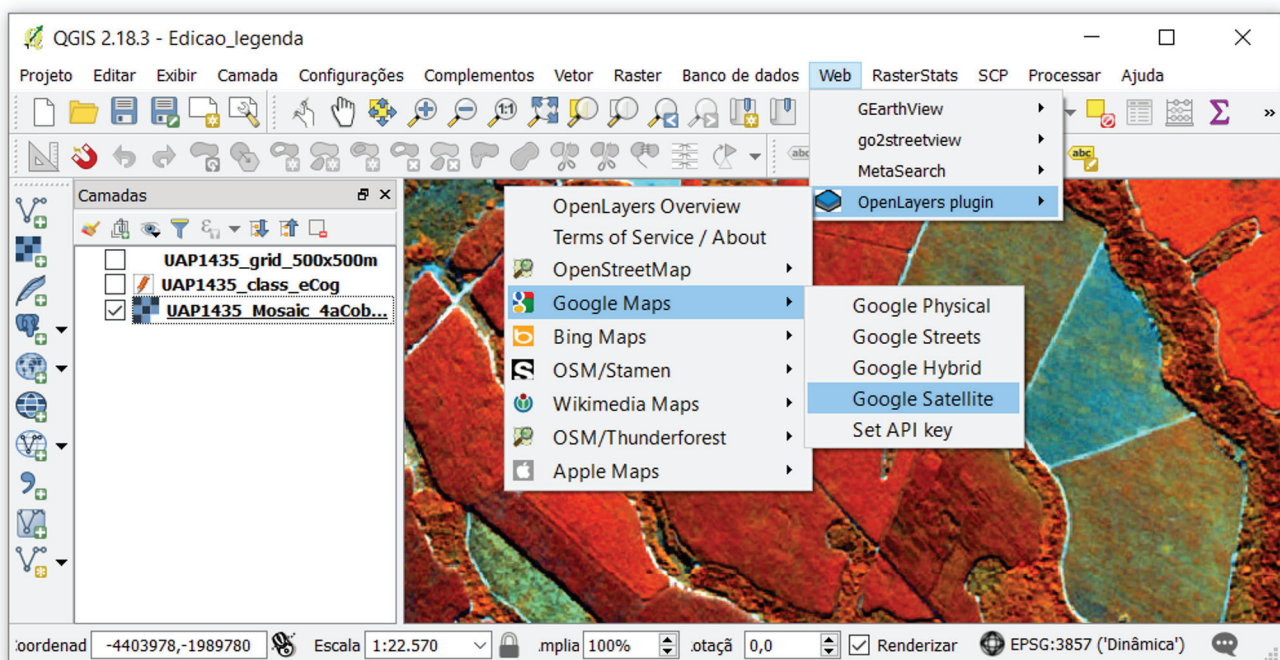 QGIS 2.18.3 - Edicao_legenda
Projeto Editar Exibir Camada Configurações Complementos Vetor Raster Banco de dados Web RasterStats SCP Processar Ajuda
GEarthView
go2streetview
MetaSearch
OpenLayers plugin
1:1
Σ
»
abc
abc
Camadas
UAP1435_grid_500x500m
UAP1435_class_eCog
UAP1435_Mosaic_4aCob...
OpenLayers Overview
Terms of Service / About
OpenStreetMap
Google Maps
Bing Maps
OSM/Stamen
Wikimedia Maps
OSM/Thunderforest
Apple Maps
Google Physical
Google Streets
Google Hybrid
Google Satellite
Set API key
:oordenad -4403978,-1989780 Escala 1:22.570 .mplia 100% .otaçã 0,0 Renderizar EPSG:3857 ('Dinâmica')